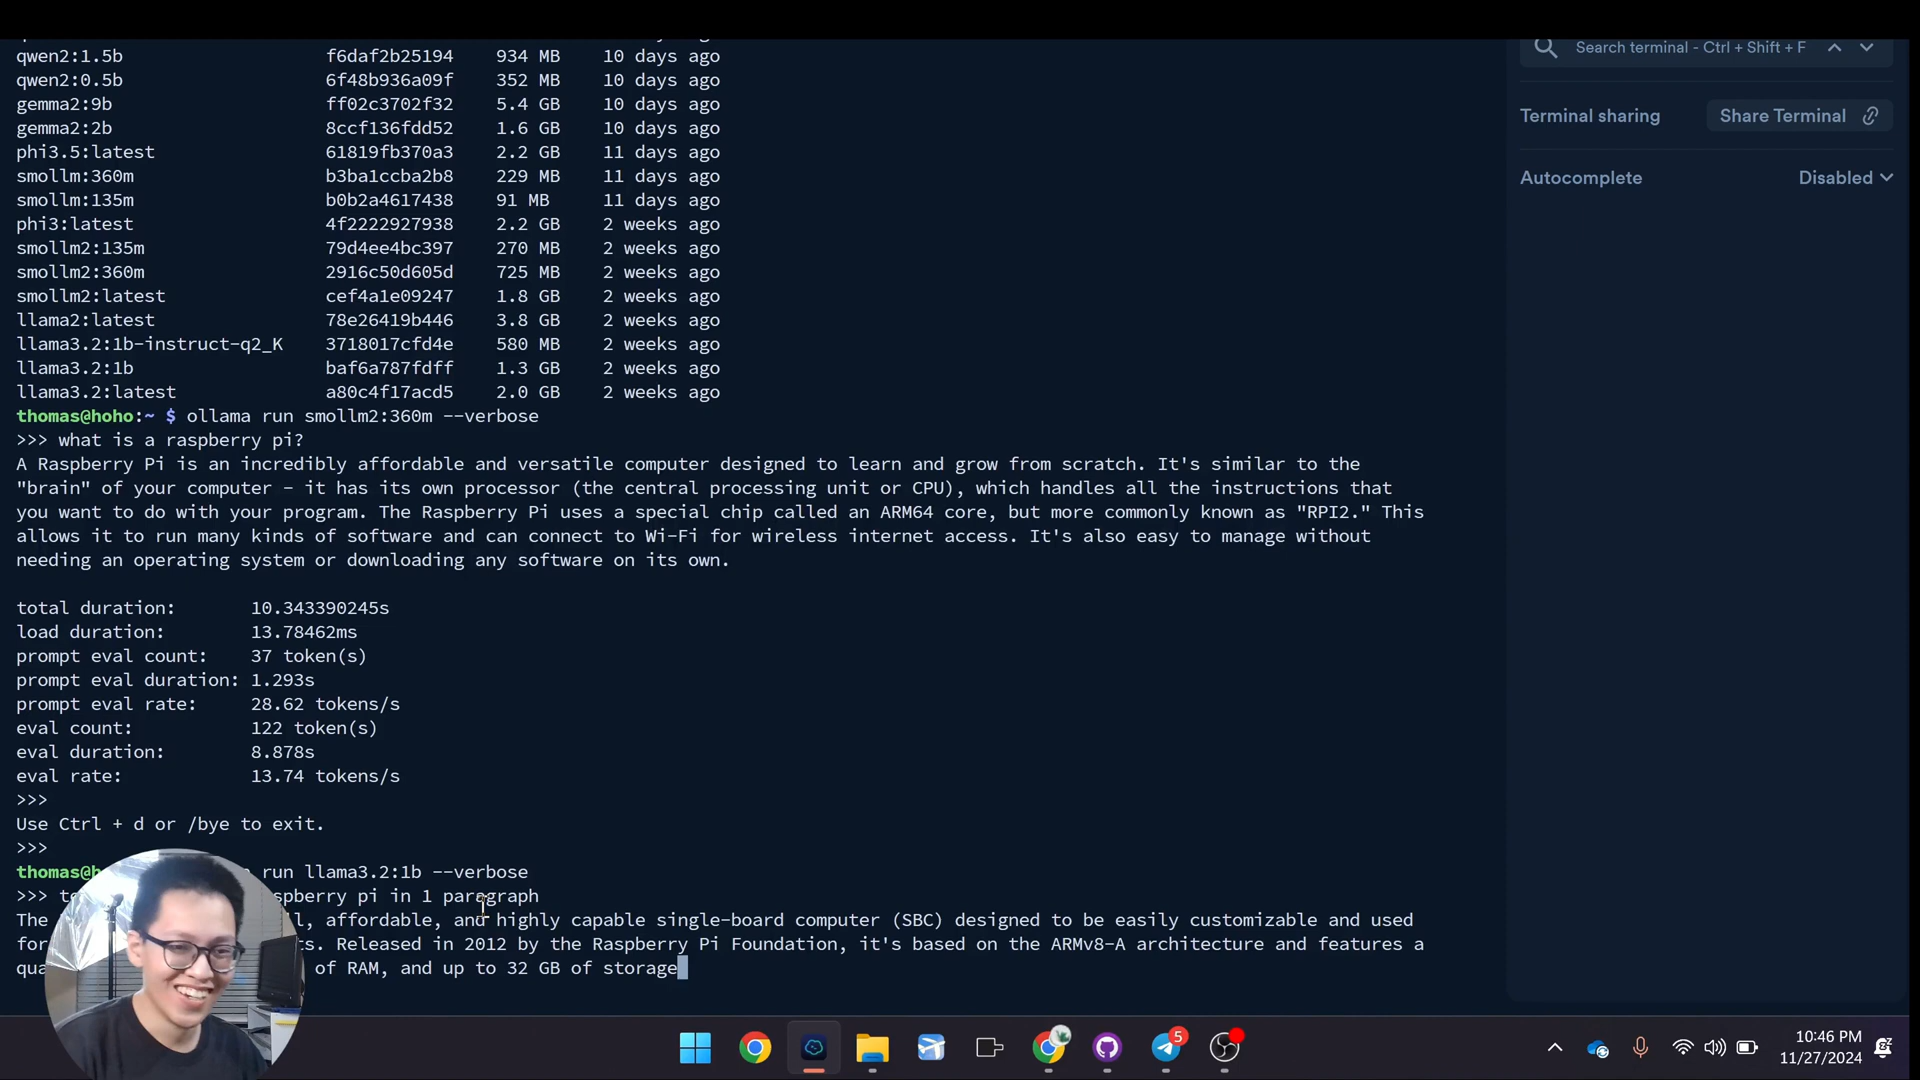 qwen2:1.5b f6daf2b25194 934 MB 10 days ago
qwen2:0.5b 6f48b936a09f 352 MB 10 days ago
gemma2:9b ff02c3702f32 5.4 GB 10 days ago
gemma2:2b 8ccf136fdd52 1.6 GB 10 days ago
phi3.5:latest 61819fb370a3 2.2 GB 11 days ago
smollm:360m b3ba1ccba2b8 229 MB 11 days ago
smollm:135m b0b2a4617438 91 MB 11 days ago
phi3:latest 4f2222927938 2.2 GB 2 weeks ago
smollm2:135m 79d4ee4bc397 270 MB 2 weeks ago
smollm2:360m 2916c50d605d 725 MB 2 weeks ago
smollm2:latest cef4a1e09247 1.8 GB 2 weeks ago
llama2:latest 78e26419b446 3.8 GB 2 weeks ago
llama3.2:1b-instruct-q2_K 3718017cfd4e 580 MB 2 weeks ago
llama3.2:1b baf6a787fdff 1.3 GB 2 weeks ago
llama3.2:latest a80c4f17acd5 2.0 GB 2 weeks ago
thomas@hoho:~ $ ollama run smollm2:360m --verbose
>>> what is a raspberry pi?
A Raspberry Pi is an incredibly affordable and versatile computer designed to learn and grow from scratch. It's similar to the
"brain" of your computer – it has its own processor (the central processing unit or CPU), which handles all the instructions that
you want to do with your program. The Raspberry Pi uses a special chip called an ARM64 core, but more commonly known as "RPI2." This
allows it to run many kinds of software and can connect to Wi-Fi for wireless internet access. It's also easy to manage without
needing an operating system or downloading any software on its own.
total duration: 10.343390245s
load duration: 13.78462ms
prompt eval count: 37 token(s)
prompt eval duration: 1.293s
prompt eval rate: 28.62 tokens/s
eval count: 122 token(s)
eval duration: 8.878s
eval rate: 13.74 tokens/s
>>>
Use Ctrl + d or /bye to exit.
>>>
thomas@h run llama3.2:1b --verbose
>>> spberry pi in 1 paragraph
The l, affordable, and highly capable single-board computer (SBC) designed to be easily customizable and used
for ts. Released in 2012 by the Raspberry Pi Foundation, it's based on the ARMv8-A architecture and features a
qua of RAM, and up to 32 GB of storage
Search terminal - Ctrl + Shift + F
Terminal sharing Share Terminal
Autocomplete Disabled
5
10:46 PM
11/27/2024